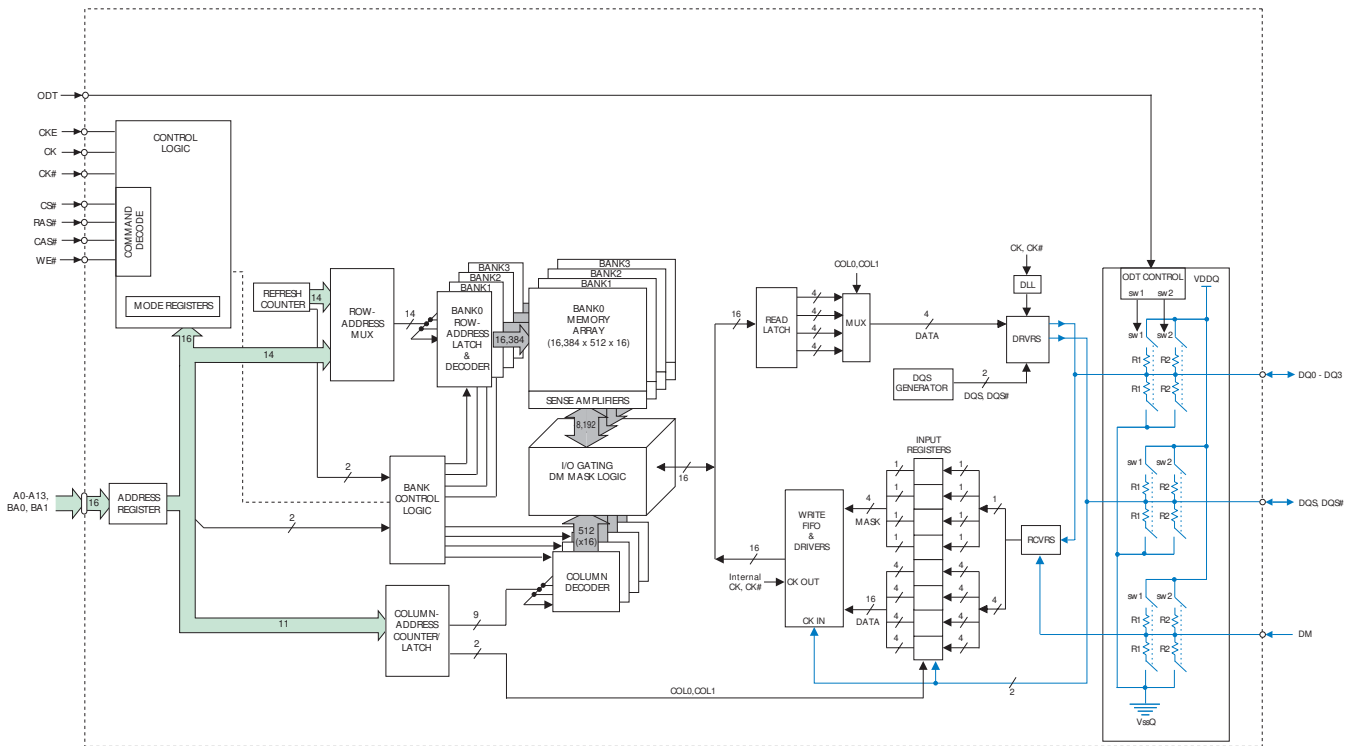 ODT
CKE
CK
CK#
CS#
RAS#
CAS#
WE#
CONTROL
LOGIC
COMMAND
DECODE
MODE REGISTERS
16
A0-A13,
BA0, BA1
16
ADDRESS
REGISTER
REFRESH
COUNTER
14
14
11
2
2
ROW-
ADDRESS
MUX
14
BANK3
BANK2
BANK1
BANK0
ROW-
ADDRESS
LATCH
&
DECODER
16,384
BANK3
BANK2
BANK1
BANK0
MEMORY
ARRAY
(16,384 x 512 x 16)
SENSE AMPLIFIERS
8,192
I/O GATING
DM MASK LOGIC
16
BANK
CONTROL
LOGIC
512
(x16)
COLUMN
DECODER
COLUMN-
ADDRESS
COUNTER/
LATCH
9
2
COL0,COL1
16
READ
LATCH
4
4
4
4
COL0,COL1
MUX
4
DATA
CK, CK#
DLL
DRVRS
DQS
GENERATOR
2
DQS, DQS#
INPUT
REGISTERS
16
WRITE
FIFO
&
DRIVERS
Internal
CK, CK#
CK OUT
CK IN
4
MASK
16
DATA
1
1
1
1
4
4
4
4
1
1
1
1
4
4
4
4
1
4
RCVRS
2
ODT CONTROL
sw1
sw2
VDDQ
sw1
sw2
R1
R2
R1
R2
DQ0 - DQ3
sw1
sw2
R1
R2
R1
R2
DQS, DQS#
sw1
sw2
R1
R2
R1
R2
DM
VssQ